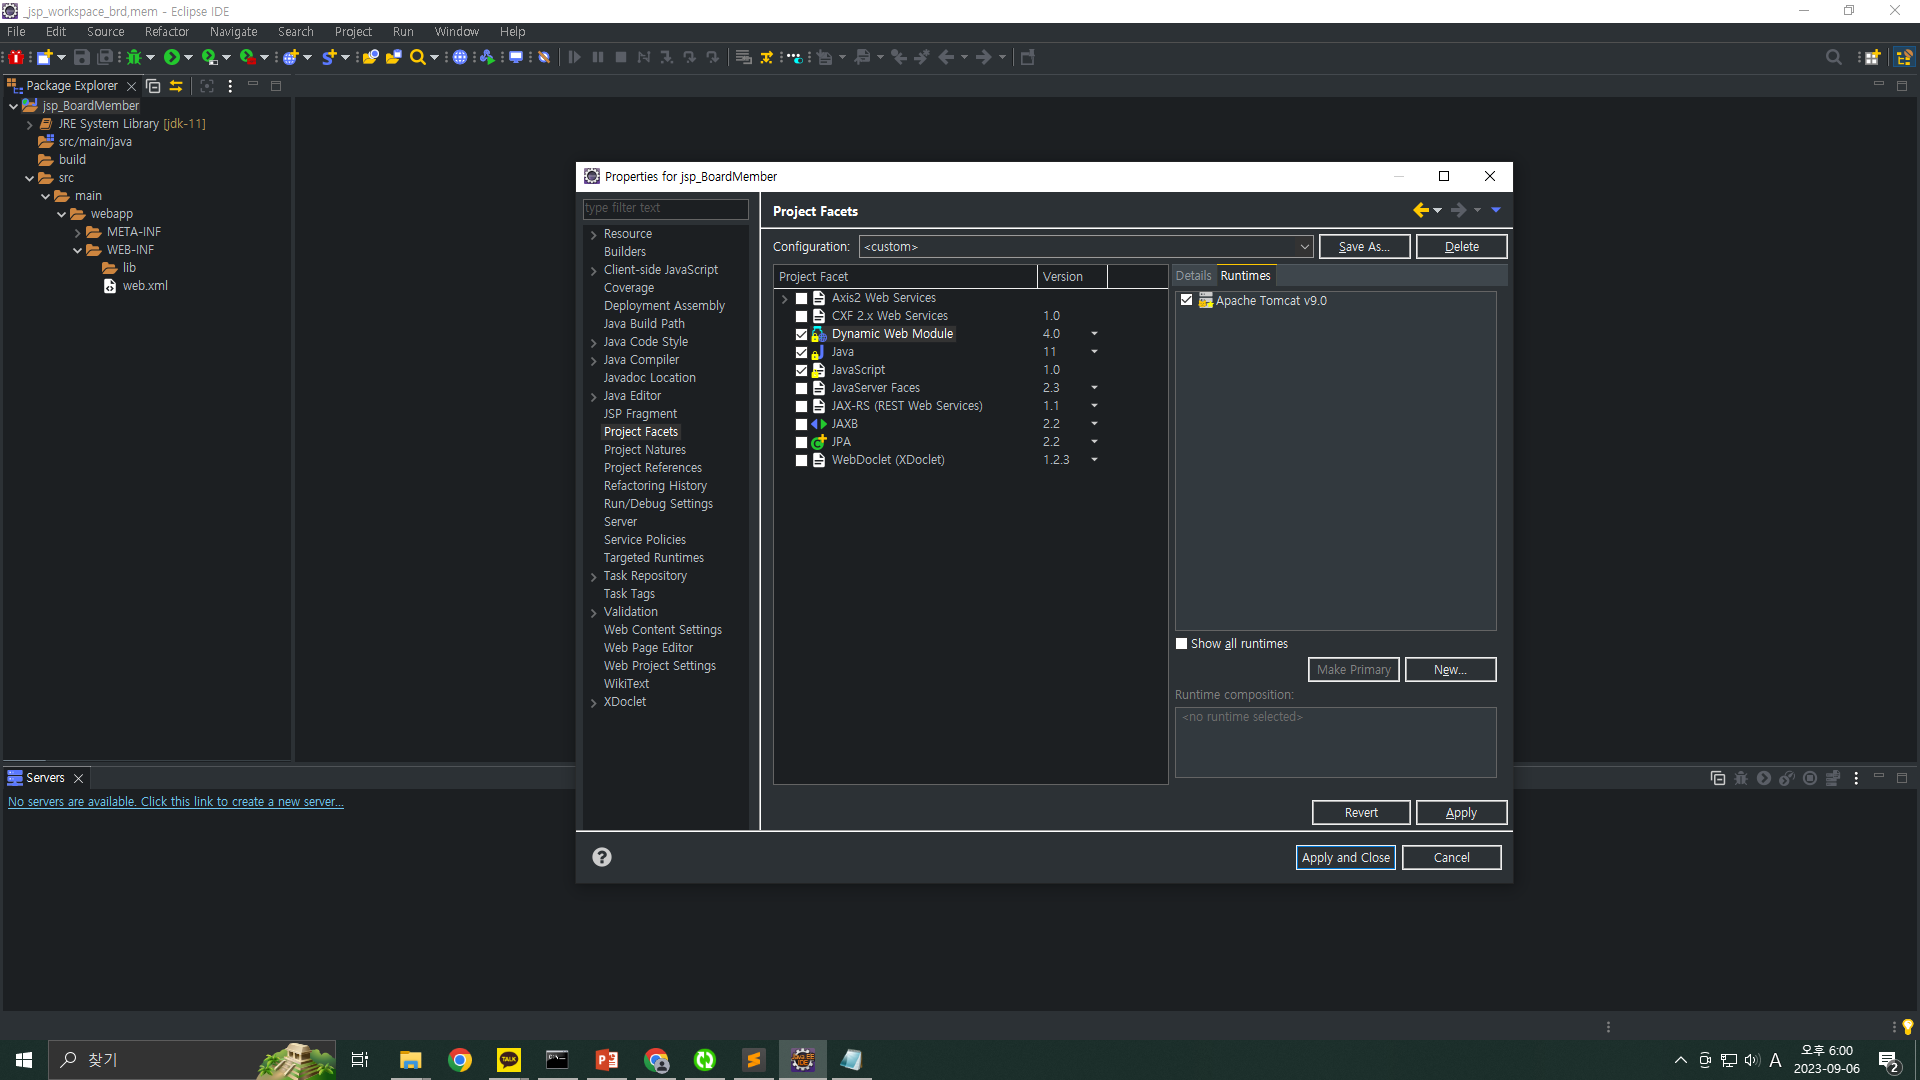 _jsp_workspace_brd,mem - Eclipse IDE
File Edit Source Refactor Navigate Search Project Run Window Help
Package Explorer
jsp_BoardMember
JRE System Library [jdk-11]
src/main/java
build
src
main
webapp
META-INF
WEB-INF
lib
web.xml
Properties for jsp_BoardMember
type filter text
Resource
Builders
Client-side JavaScript
Coverage
Deployment Assembly
Java Build Path
Java Code Style
Java Compiler
Javadoc Location
Java Editor
JSP Fragment
Project Facets
Project Natures
Project References
Refactoring History
Run/Debug Settings
Server
Service Policies
Targeted Runtimes
Task Repository
Task Tags
Validation
Web Content Settings
Web Page Editor
Web Project Settings
WikiText
XDoclet
Project Facets
Configuration: <custom> Save As... Delete
Project Facet Version
Axis2 Web Services
CXF 2.x Web Services 1.0
Dynamic Web Module 4.0
Java 11
JavaScript 1.0
JavaServer Faces 2.3
JAX-RS (REST Web Services) 1.1
JAXB 2.2
JPA 2.2
WebDoclet (XDoclet) 1.2.3
Details Runtimes
Apache Tomcat v9.0
Show all runtimes
Make Primary New...
Runtime composition:
<no runtime selected>
Revert Apply
Apply and Close Cancel
Servers
No servers are available. Click this link to create a new server...
찾기
TALK
A
오후 6:00
2023-09-06
2